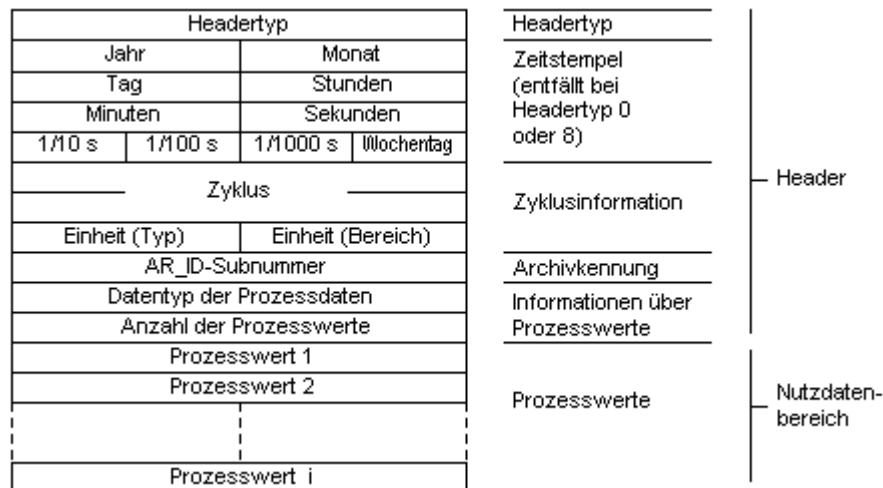 Headertyp
Jahr Monat
Tag Stunden
Minuten Sekunden
1/10 s 1/100 s 1/1000 s Wochentag
Zyklus
Einheit (Typ) Einheit (Bereich)
AR_ID-Subnummer
Datentyp der Prozessdaten
Anzahl der Prozesswerte
Prozesswert 1
Prozesswert 2
Prozesswert i
Headertyp
Zeitstempel
(entfällt bei
Headertyp 0
oder 8)
Zyklusinformation
Archivkennung
Informationen über
Prozesswerte
Prozesswerte
Header
Nutzdaten-
bereich